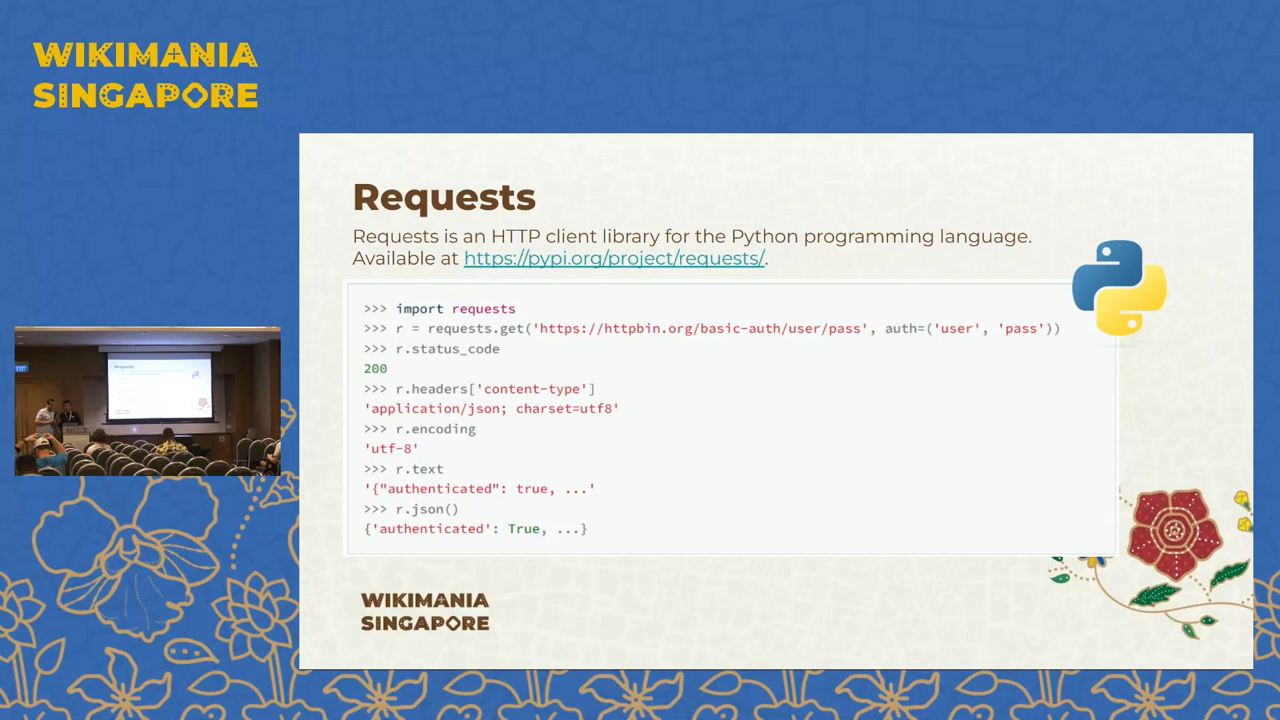 WIKIMANIA
SINGAPORE
Requests
Requests is an HTTP client library for the Python programming language.
Available at https://pypi.org/project/requests/.
>>> import requests
>>> r = requests.get('https://httpbin.org/basic-auth/user/pass', auth=('user', 'pass'))
>>> r.status_code
200
>>> r.headers['content-type']
'application/json; charset=utf8'
>>> r.encoding
'utf-8'
>>> r.text
'{"authenticated": true, ...'
>>> r.json()
{'authenticated': True, ...}
WIKIMANIA
SINGAPORE
EXIT
Requests